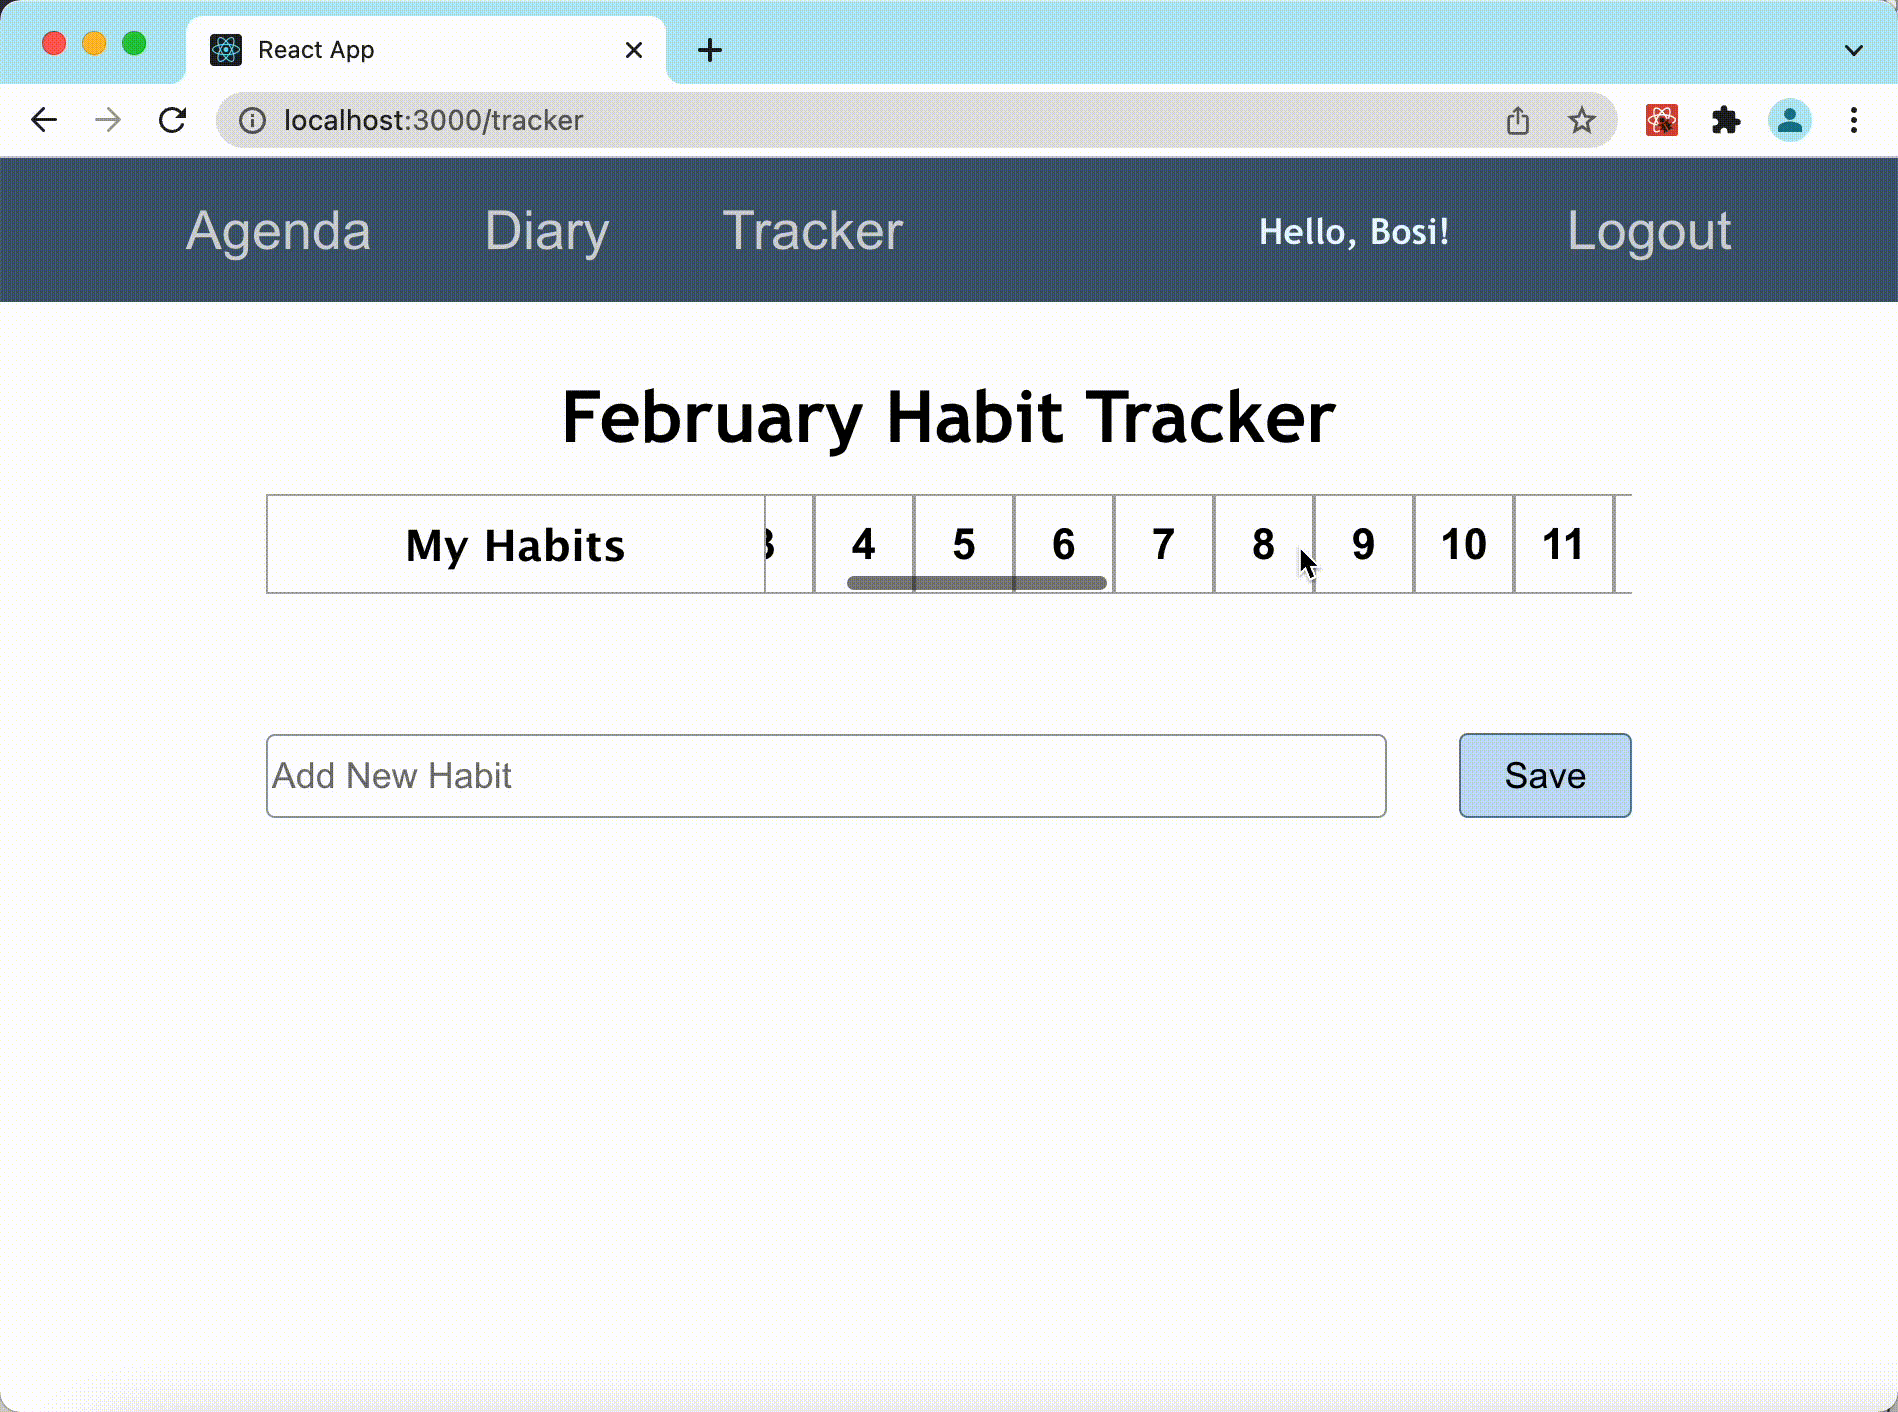 React App
localhost:3000/tracker
Agenda Diary Tracker Hello, Bosi! Logout
February Habit Tracker
My Habits 4 5 6 7 8 9 10 11
Add New Habit Save